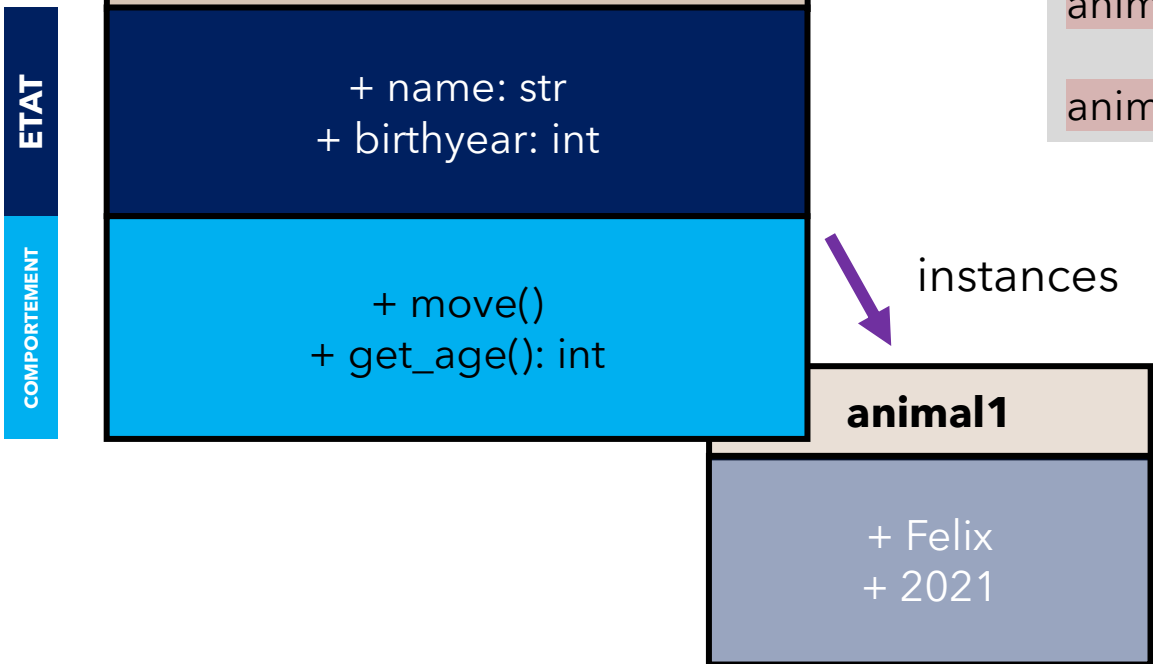 ETAT
+ name: str
+ birthyear: int
COMPORTEMENT
+ move()
+ get_age(): int
instances
animal1
+ Felix
+ 2021